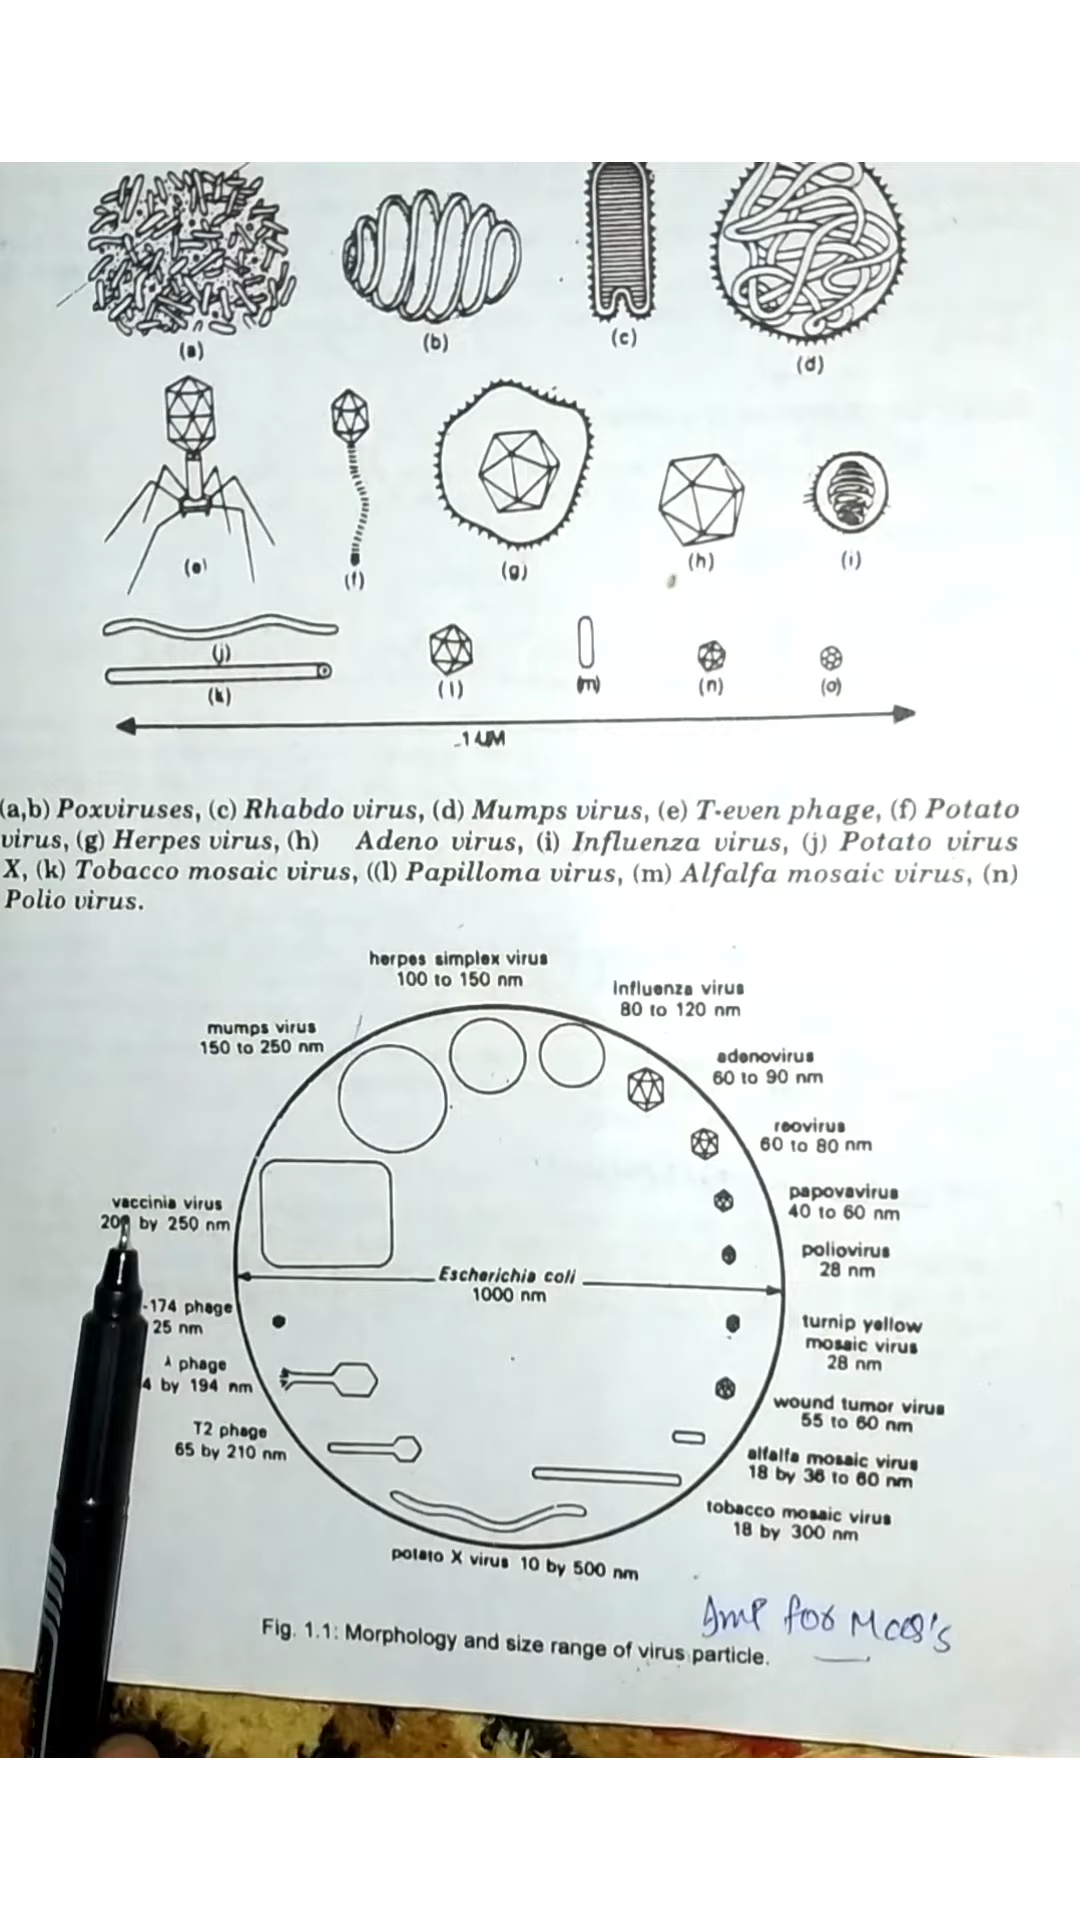 (a)
(b)
(c)
(d)
(e)
(f)
(g)
(h)
(i)
(j)
(k)
(l)
(m)
(n)
(o)
(a,b) Poxviruses, (c) Rhabdo virus, (d) Mumps virus, (e) T-even phage, (f) Potato
virus, (g) Herpes virus, (h) Adeno virus, (i) Influenza virus, (j) Potato virus
X, (k) Tobacco mosaic virus, ((l) Papilloma virus, (m) Alfalfa mosaic virus, (n)
Polio virus.
herpes simplex virus
100 to 150 nm
Influenza virus
80 to 120 nm
mumps virus
150 to 250 nm
adenovirus
60 to 90 nm
reovirus
60 to 80 nm
vaccinia virus
by 250 nm
papovavirus
40 to 60 nm
poliovirus
28 nm
Escherichia coli
1000 nm
-174 phage
25 nm
turnip yellow
mosaic virus
28 nm
λ phage
4 by 194 nm
wound tumor virus
55 to 60 nm
T2 phage
65 by 210 nm
alfalfa mosaic virus
18 by 36 to 60 nm
tobacco mosaic virus
18 by 300 nm
potato X virus 10 by 500 nm
Imp for Mcq's
Fig. 1.1: Morphology and size range of virus particle.